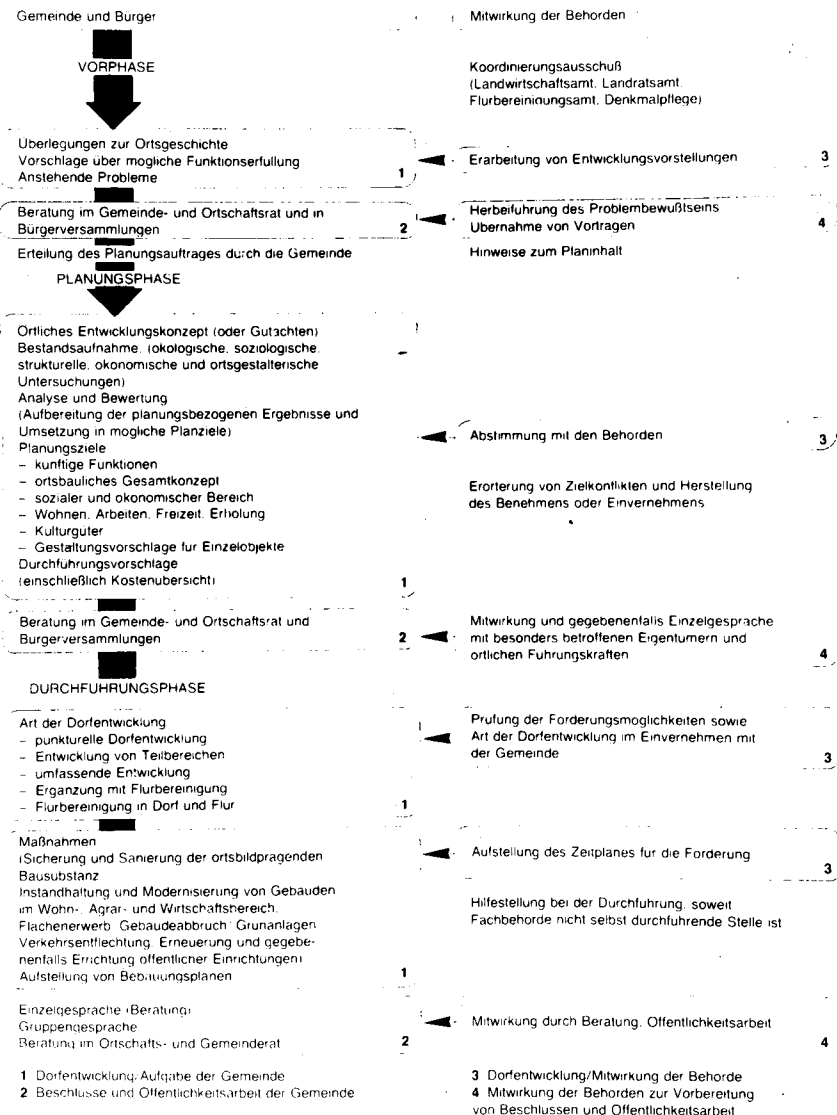 Gemeinde und Bürger
VORPHASE
Überlegungen zur Ortsgeschichte
Vorschläge über mögliche Funktionserfüllung
Anstehende Probleme 1
Beratung im Gemeinde- und Ortschaftsrat und in
Bürgerversammlungen 2
Erteilung des Planungsauftrages durch die Gemeinde
PLANUNGSPHASE
Örtliches Entwicklungskonzept (oder Gutachten)
Bestandsaufnahme, (ökologische, soziologische,
strukturelle, ökonomische und ortsgestalterische
Untersuchungen)
Analyse und Bewertung
(Aufbereitung der planungsbezogenen Ergebnisse und
Umsetzung in mögliche Planziele)
Planungsziele
– künftige Funktionen
– ortsbauliches Gesamtkonzept
– sozialer und ökonomischer Bereich
– Wohnen, Arbeiten, Freizeit, Erholung
– Kulturgüter
– Gestaltungsvorschläge für Einzelobjekte
Durchführungsvorschläge
(einschließlich Kostenübersicht) 1
Beratung im Gemeinde- und Ortschaftsrat und
Bürgerversammlungen 2
DURCHFÜHRUNGSPHASE
Art der Dorfentwicklung
– punkturelle Dorfentwicklung
– Entwicklung von Teilbereichen
– umfassende Entwicklung
– Ergänzung mit Flurbereinigung
– Flurbereinigung in Dorf und Flur 1
Maßnahmen
(Sicherung und Sanierung der ortsbildprägenden
Bausubstanz
Instandhaltung und Modernisierung von Gebäuden
im Wohn-, Agrar- und Wirtschaftsbereich,
Flächenerwerb Gebäudeabbruch Grünanlagen
Verkehrsentflechtung, Erneuerung und gegebe-
nenfalls Errichtung öffentlicher Einrichtungen)
Aufstellung von Bebauungsplänen 1
Einzelgespräche (Beratung)
Gruppengespräche
Beratung im Ortschafts- und Gemeinderat 2
1 Dorfentwicklung/Aufgabe der Gemeinde
2 Beschlüsse und Öffentlichkeitsarbeit der Gemeinde
Mitwirkung der Behörden
Koordinierungsausschuß
(Landwirtschaftsamt, Landratsamt,
Flurbereinigungsamt, Denkmalpflege)
Erarbeitung von Entwicklungsvorstellungen 3
Herbeiführung des Problembewußtseins
Übernahme von Vorträgen 4
Hinweise zum Planinhalt
Abstimmung mit den Behörden 3
Erörterung von Zielkonflikten und Herstellung
des Benehmens oder Einvernehmens
Mitwirkung und gegebenenfalls Einzelgespräche
mit besonders betroffenen Eigentümern und
örtlichen Führungskräften 4
Prüfung der Förderungsmöglichkeiten sowie
Art der Dorfentwicklung im Einvernehmen mit
der Gemeinde 3
Aufstellung des Zeitplanes für die Förderung
3
Hilfestellung bei der Durchführung, soweit
Fachbehörde nicht selbst durchführende Stelle ist
Mitwirkung durch Beratung, Öffentlichkeitsarbeit
4
3 Dorfentwicklung/Mitwirkung der Behörde
4 Mitwirkung der Behörden zur Vorbereitung
von Beschlüssen und Öffentlichkeitsarbeit